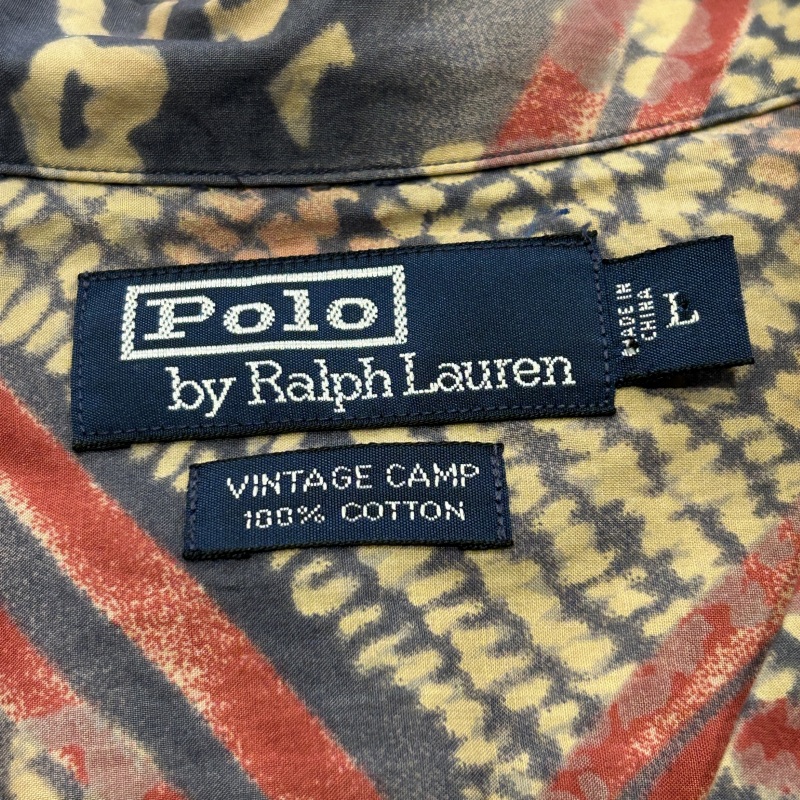 Polo
by Ralph Lauren
MADE IN
CHINA
L
VINTAGE CAMP
100% COTTON